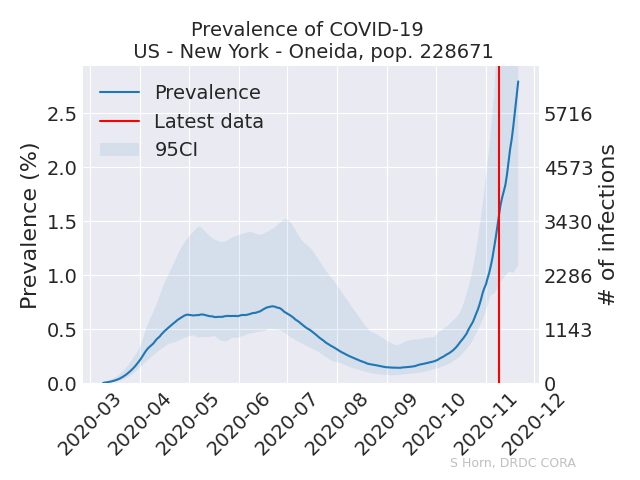 Prevalence of COVID-19
US - New York - Oneida, pop. 228671
Prevalence
Latest data
95CI
Prevalence (%)
2.5
2.0
1.5
1.0
0.5
0.0
5716
4573
3430
2286
1143
0
# of infections
2020-03
2020-04
2020-05
2020-06
2020-07
2020-08
2020-09
2020-10
2020-11
2020-12
S Horn, DRDC CORA